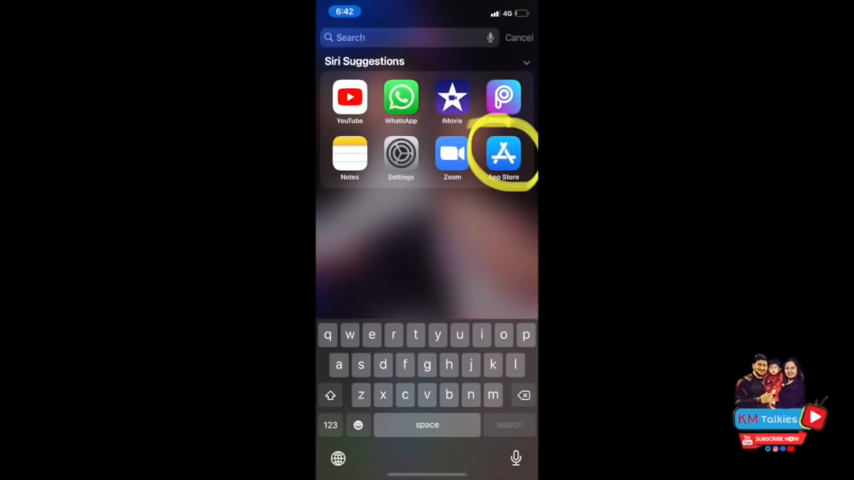 6:42
4G
Search
Cancel
Siri Suggestions
YouTube
WhatsApp
iMovie
Notes
Settings
Zoom
App Store
q w e r t y u i o p
a s d f g h j k l
z x c v b n m
123
space
search
KM Talkies
SUBSCRIBE NOW